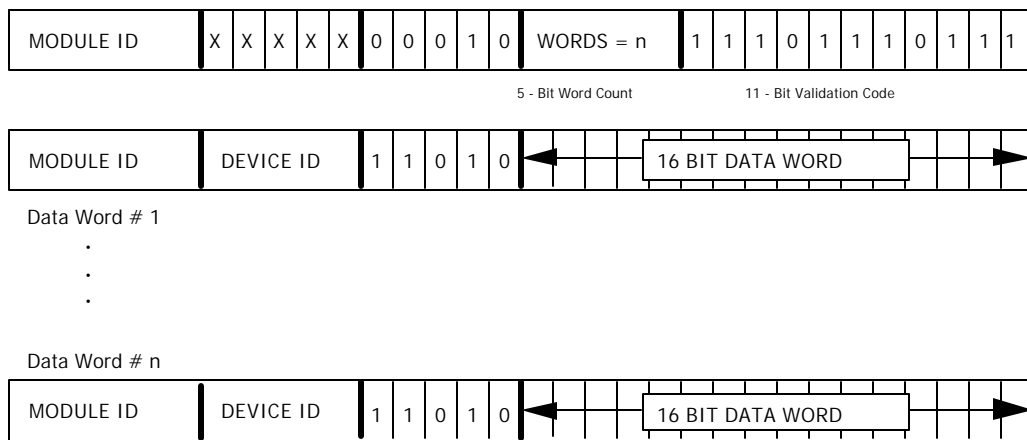 MODULE ID X X X X X 0 0 0 1 0 WORDS = n 1 1 1 0 1 1 1 0 1 1 1
5 - Bit Word Count 11 - Bit Validation Code
MODULE ID DEVICE ID 1 1 0 1 0 16 BIT DATA WORD
Data Word # 1
.
.
.
Data Word # n
MODULE ID DEVICE ID 1 1 0 1 0 16 BIT DATA WORD